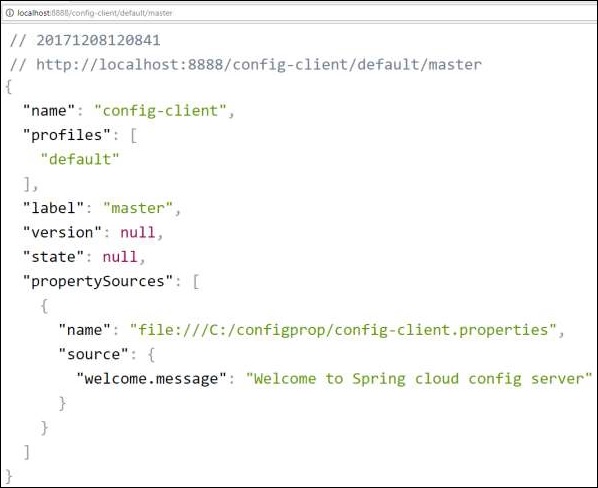 localhost:8888/config-client/default/master
// 20171208120841
// http://localhost:8888/config-client/default/master
{
  "name": "config-client",
  "profiles": [
    "default"
  ],
  "label": "master",
  "version": null,
  "state": null,
  "propertySources": [
    {
      "name": "file:///C:/configprop/config-client.properties",
      "source": {
        "welcome.message": "Welcome to Spring cloud config server"
      }
    }
  ]
}